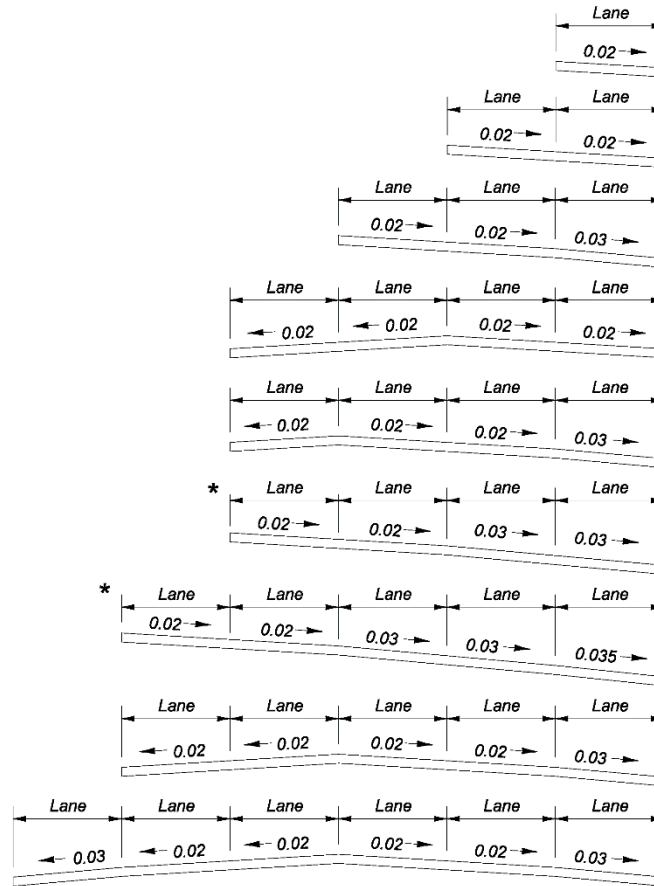 Lane
0.02
Lane Lane
0.02 0.02
Lane Lane Lane
0.02 0.02 0.03
Lane Lane Lane Lane
0.02 0.02 0.02 0.02
Lane Lane Lane Lane
0.02 0.02 0.02 0.03
* Lane Lane Lane Lane
0.02 0.02 0.03 0.03
* Lane Lane Lane Lane Lane
0.02 0.02 0.03 0.03 0.035
Lane Lane Lane Lane Lane
0.02 0.02 0.02 0.02 0.03
Lane Lane Lane Lane Lane Lane
0.03 0.02 0.02 0.02 0.02 0.03